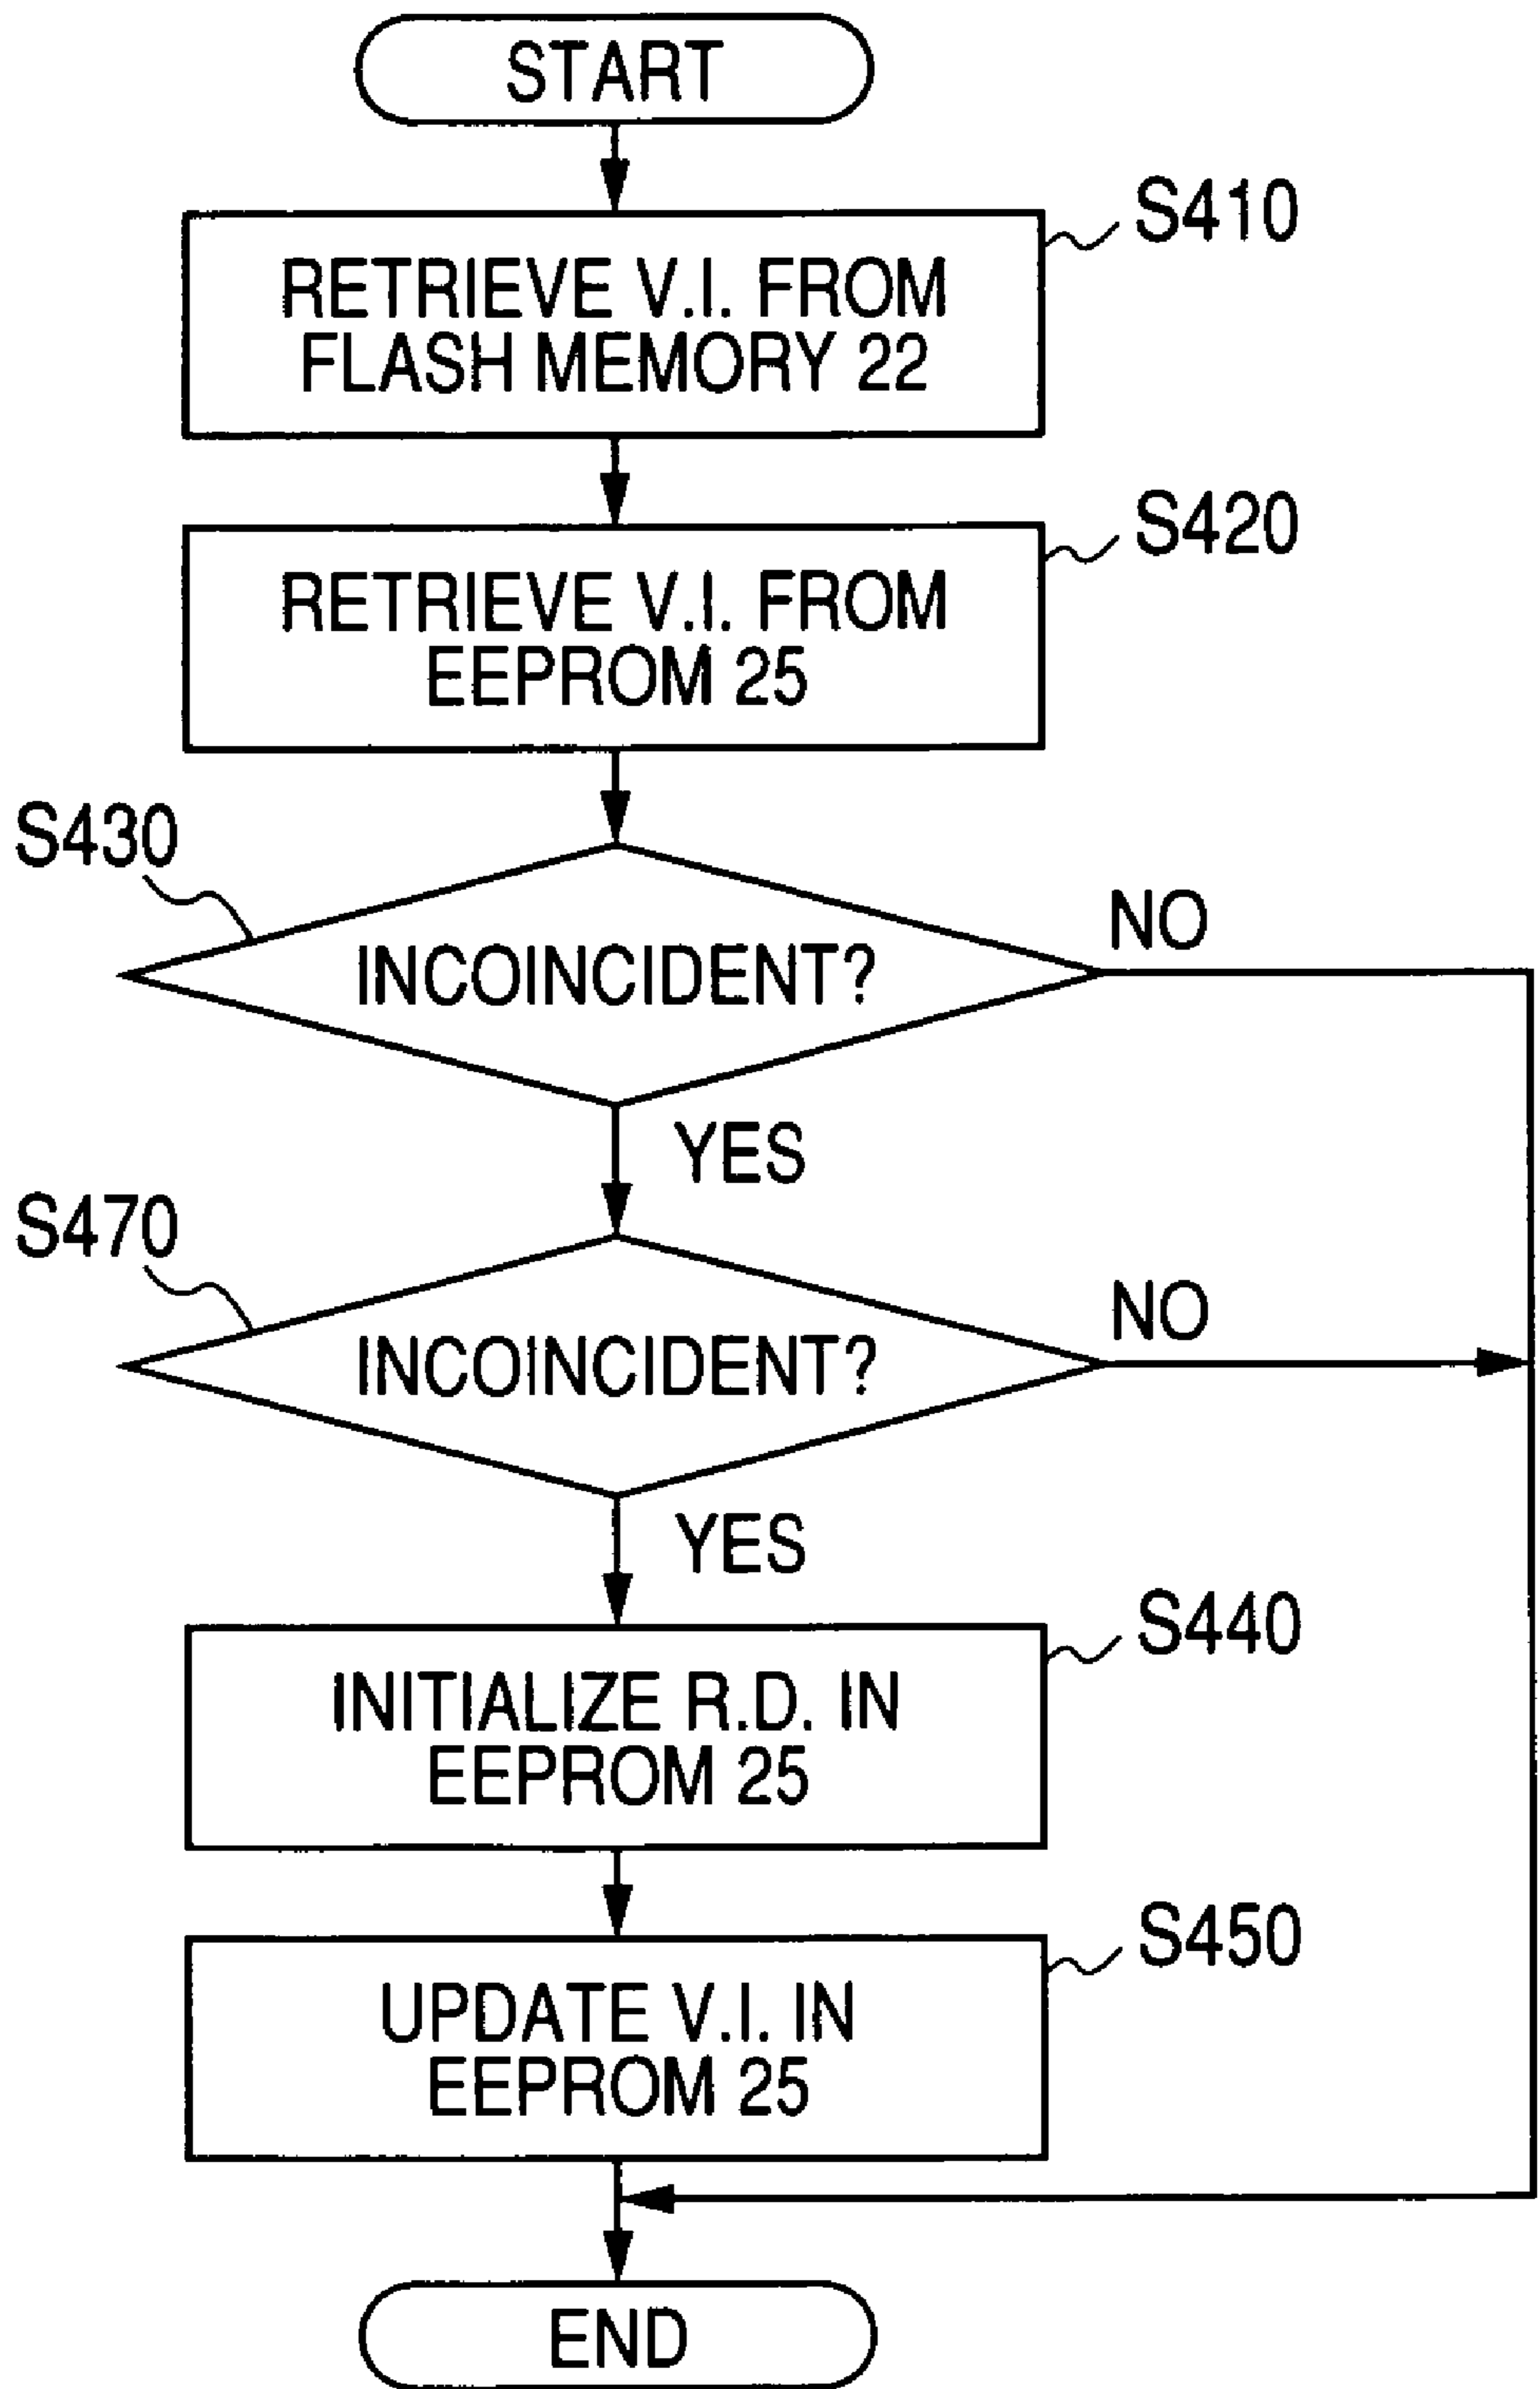 START
S410
RETRIEVE V.I. FROM
FLASH MEMORY 22
S420
RETRIEVE V.I. FROM
EEPROM 25
S430
INCOINCIDENT?
NO
YES
S470
INCOINCIDENT?
NO
YES
S440
INITIALIZE R.D. IN
EEPROM 25
S450
UPDATE V.I. IN
EEPROM 25
END